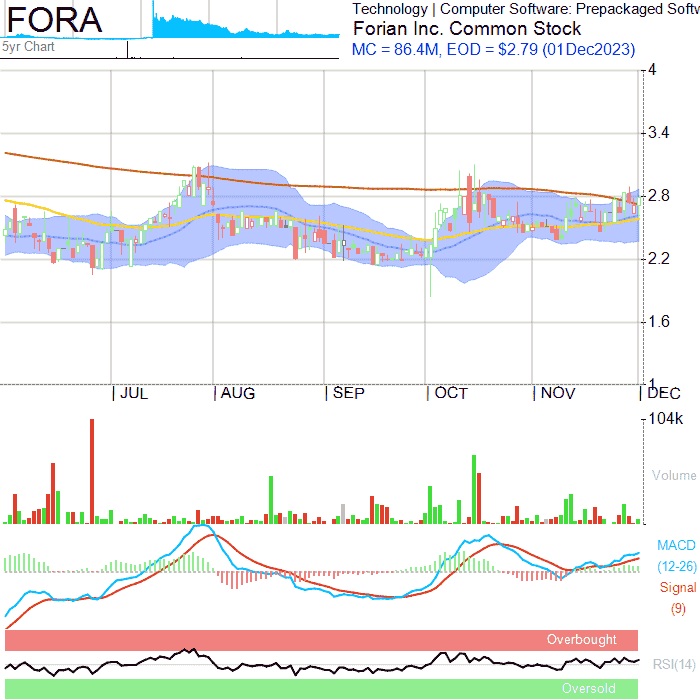 FORA
5yr Chart
Technology | Computer Software: Prepackaged Softw
Forian Inc. Common Stock
MC = 86.4M, EOD = $2.79 (01Dec2023)
4
3.4
2.8
2.2
1.6
1
JUL AUG SEP OCT NOV DEC
104k
Volume
MACD
(12-26)
Signal
(9)
Overbought
RSI(14)
Oversold